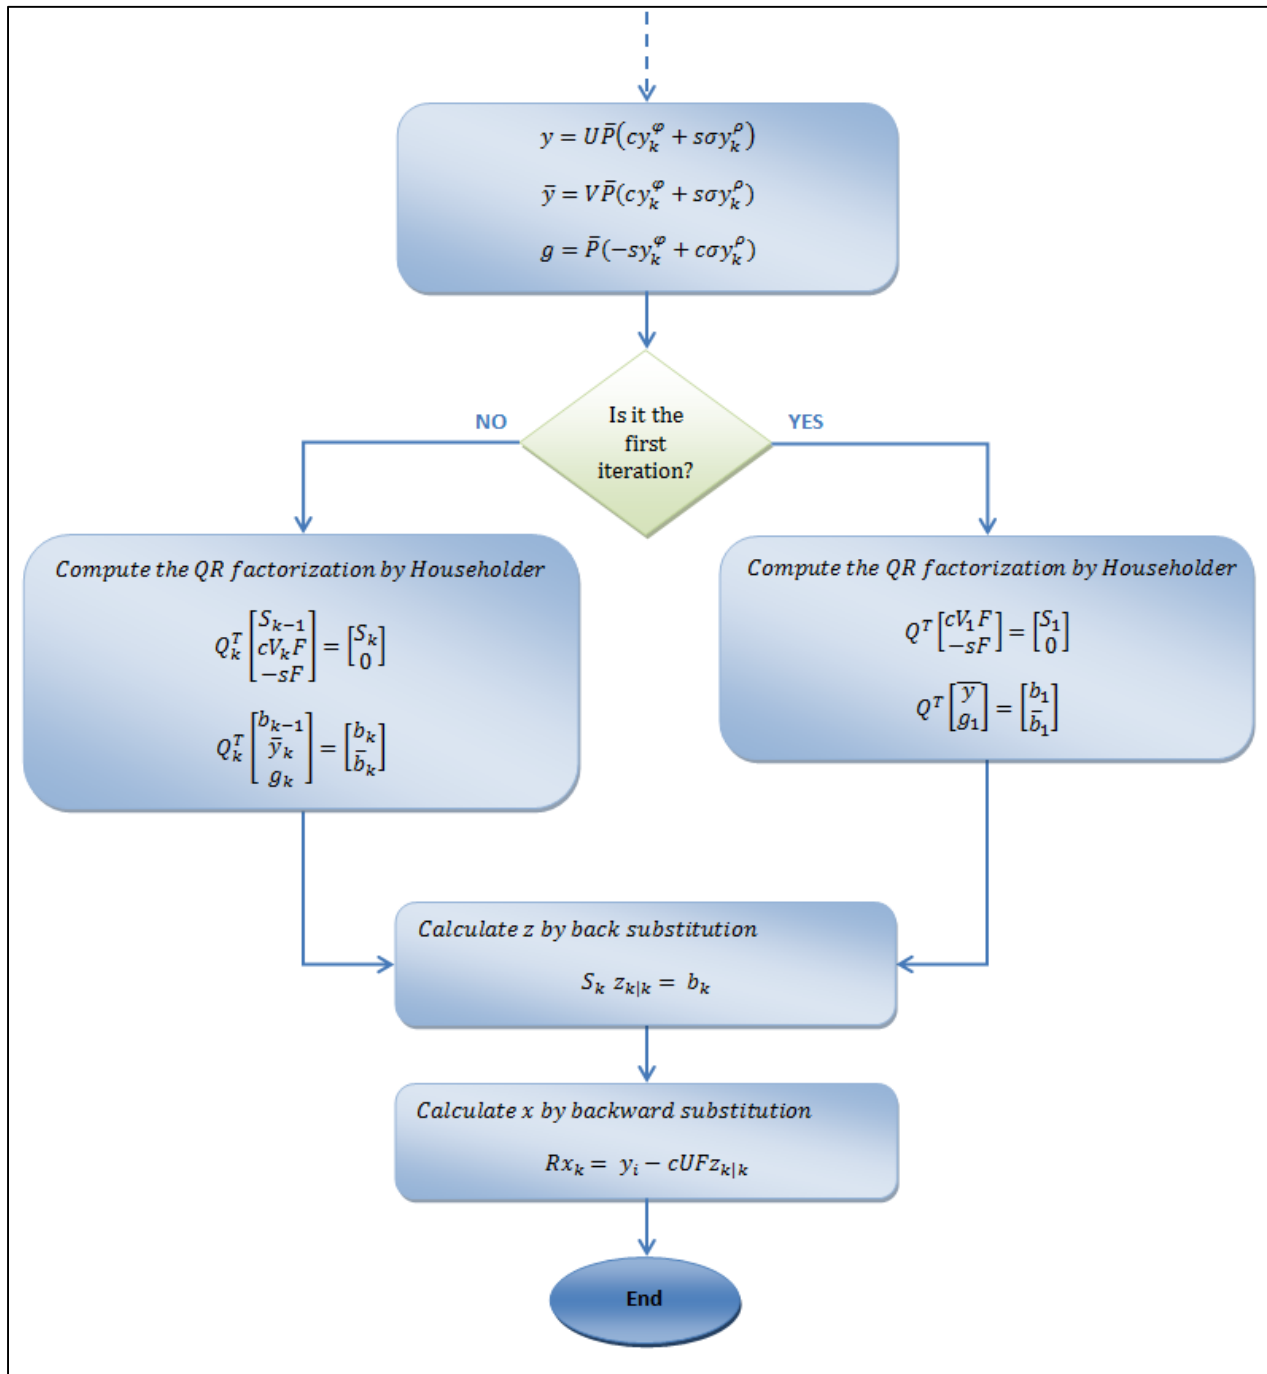 y = UP̄(cy_k^φ + sσy_k^ρ)
ȳ = VP̄(cy_k^φ + sσy_k^ρ)
g = P̄(−sy_k^φ + cσy_k^ρ)
Is it the
first
iteration?
NO
YES
Compute the QR factorization by Householder
Q_k^T [S_{k−1}; cV_kF; −sF] = [S_k; 0]
Q_k^T [b_{k−1}; ȳ_k; g_k] = [b_k; b̄_k]
Compute the QR factorization by Householder
Q^T [cV_1F; −sF] = [S_1; 0]
Q^T [ȳ; g_1] = [b_1; b̄_1]
Calculate z by back substitution
S_k z_{k|k} = b_k
Calculate x by backward substitution
Rx_k = y_i − cUFz_{k|k}
End